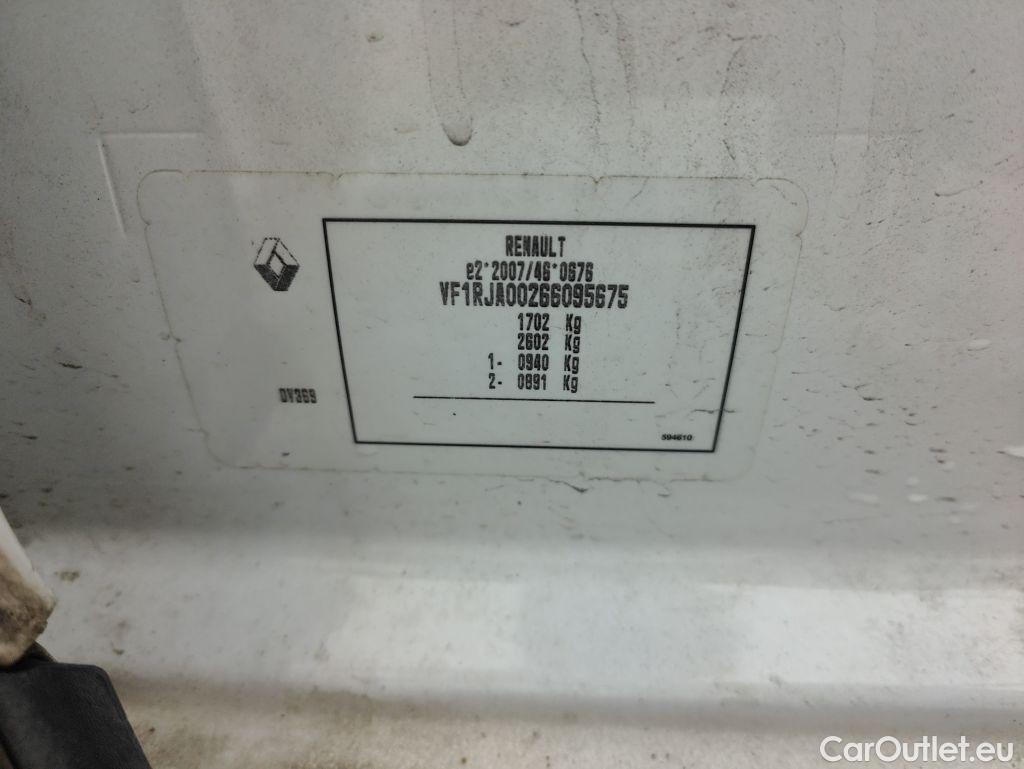 RENAULT
e2*2007/46*0676
VF1RJA00266095675
1702 Kg
2602 Kg
1- 0940 Kg
2- 0891 Kg
DV369
594610
CarOutlet.eu